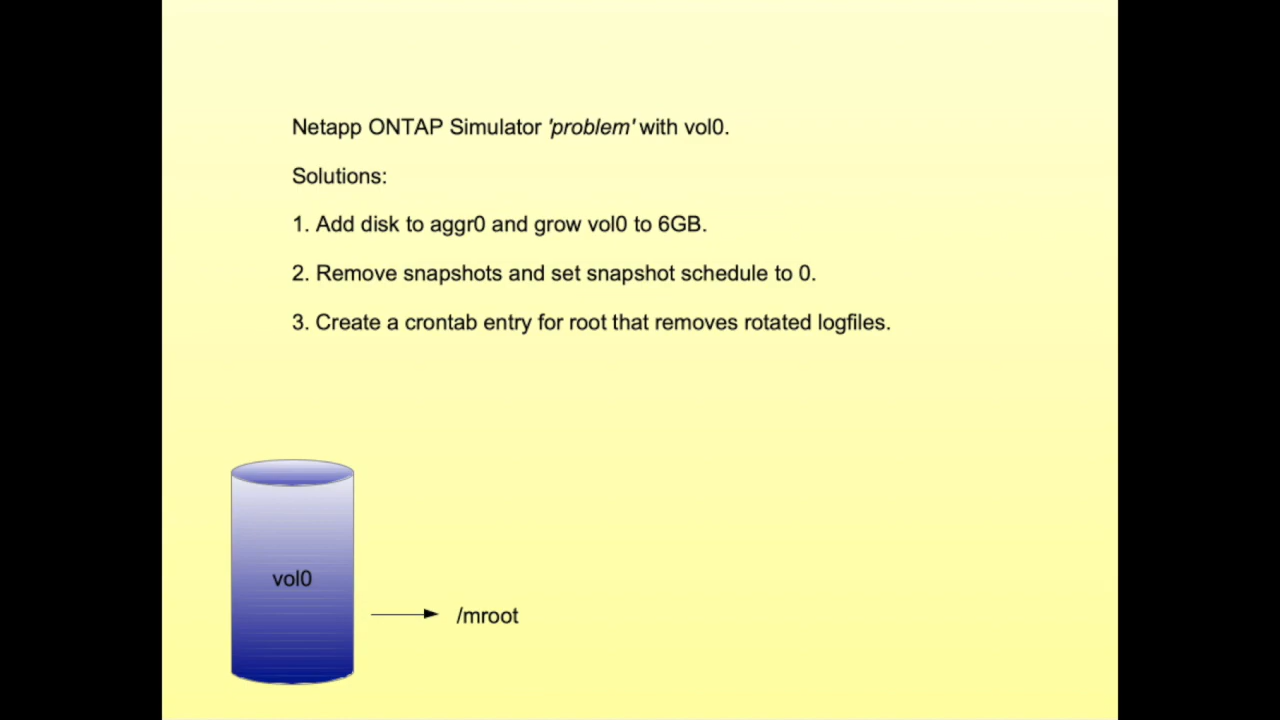 Netapp ONTAP Simulator 'problem' with vol0.
Solutions:
1. Add disk to aggr0 and grow vol0 to 6GB.
2. Remove snapshots and set snapshot schedule to 0.
3. Create a crontab entry for root that removes rotated logfiles.
vol0
/mroot